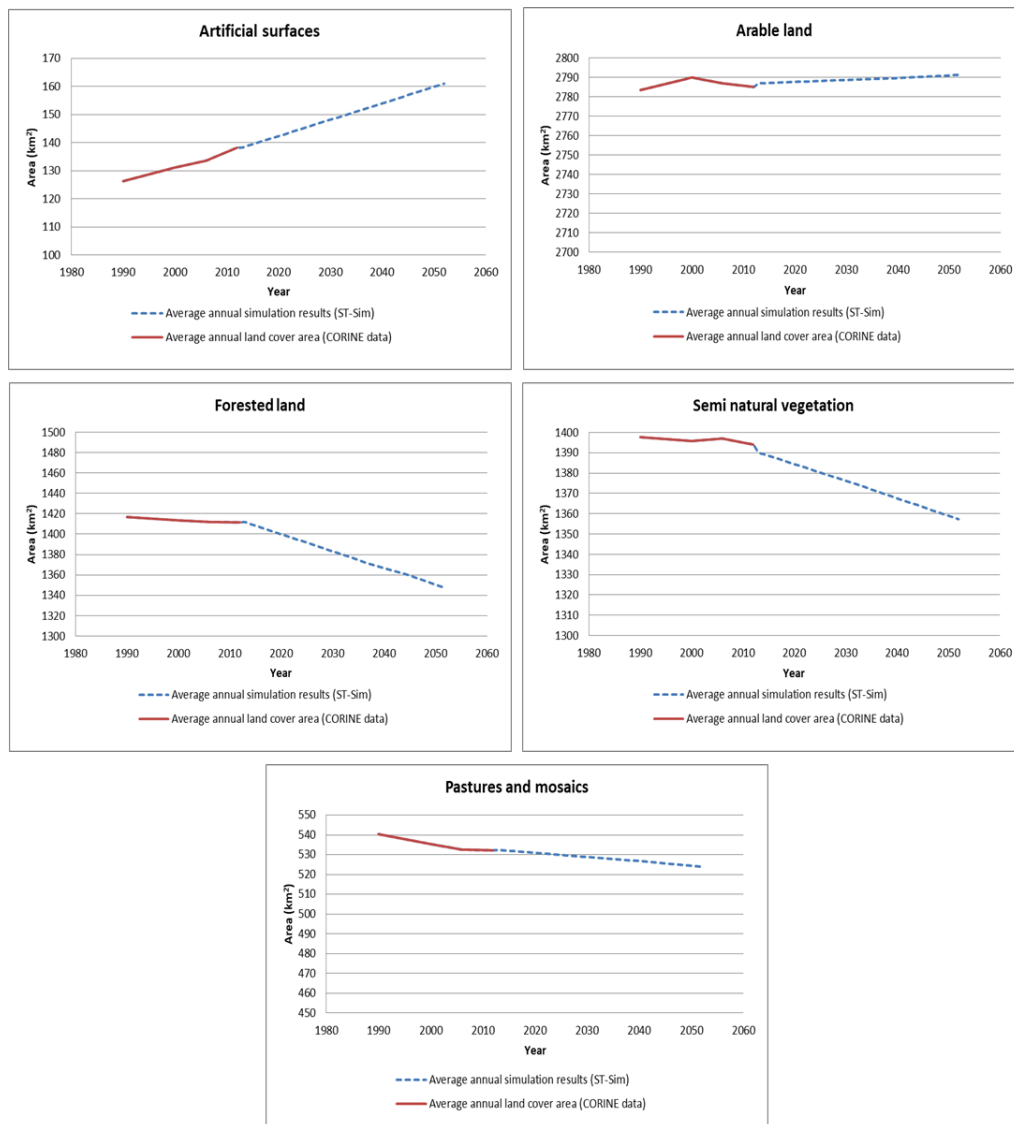 Artificial surfaces
170
160
150
140
130
120
110
100
Area (km²)
1980 1990 2000 2010 2020 2030 2040 2050 2060
Year
Average annual simulation results (ST-Sim)
Average annual land cover area (CORINE data)
Arable land
2800
2790
2780
2770
2760
2750
2740
2730
2720
2710
2700
Area (km²)
1980 1990 2000 2010 2020 2030 2040 2050 2060
Year
Average annual simulation results (ST-Sim)
Average annual land cover area (CORINE data)
Forested land
1500
1480
1460
1440
1420
1400
1380
1360
1340
1320
1300
Area (km²)
1980 1990 2000 2010 2020 2030 2040 2050 2060
Year
Average annual simulation results (ST-Sim)
Average annual land cover area (CORINE data)
Semi natural vegetation
1400
1390
1380
1370
1360
1350
1340
1330
1320
1310
1300
Area (km²)
1980 1990 2000 2010 2020 2030 2040 2050 2060
Year
Average annual simulation results (ST-Sim)
Average annual land cover area (CORINE data)
Pastures and mosaics
550
540
530
520
510
500
490
480
470
460
450
Area (km²)
1980 1990 2000 2010 2020 2030 2040 2050 2060
Year
Average annual simulation results (ST-Sim)
Average annual land cover area (CORINE data)